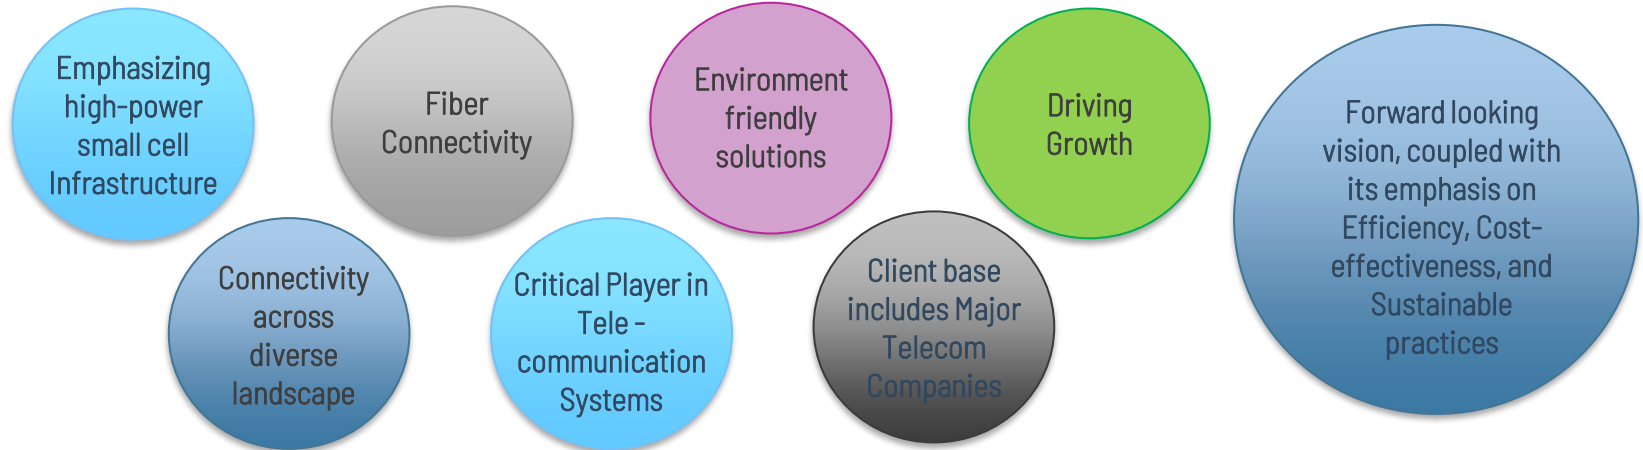 Emphasizing
high-power
small cell
Infrastructure
Fiber
Connectivity
Environment
friendly
solutions
Driving
Growth
Forward looking
vision, coupled with
its emphasis on
Efficiency, Cost-
effectiveness, and
Sustainable
practices
Connectivity
across
diverse
landscape
Critical Player in
Tele -
communication
Systems
Client base
includes Major
Telecom
Companies